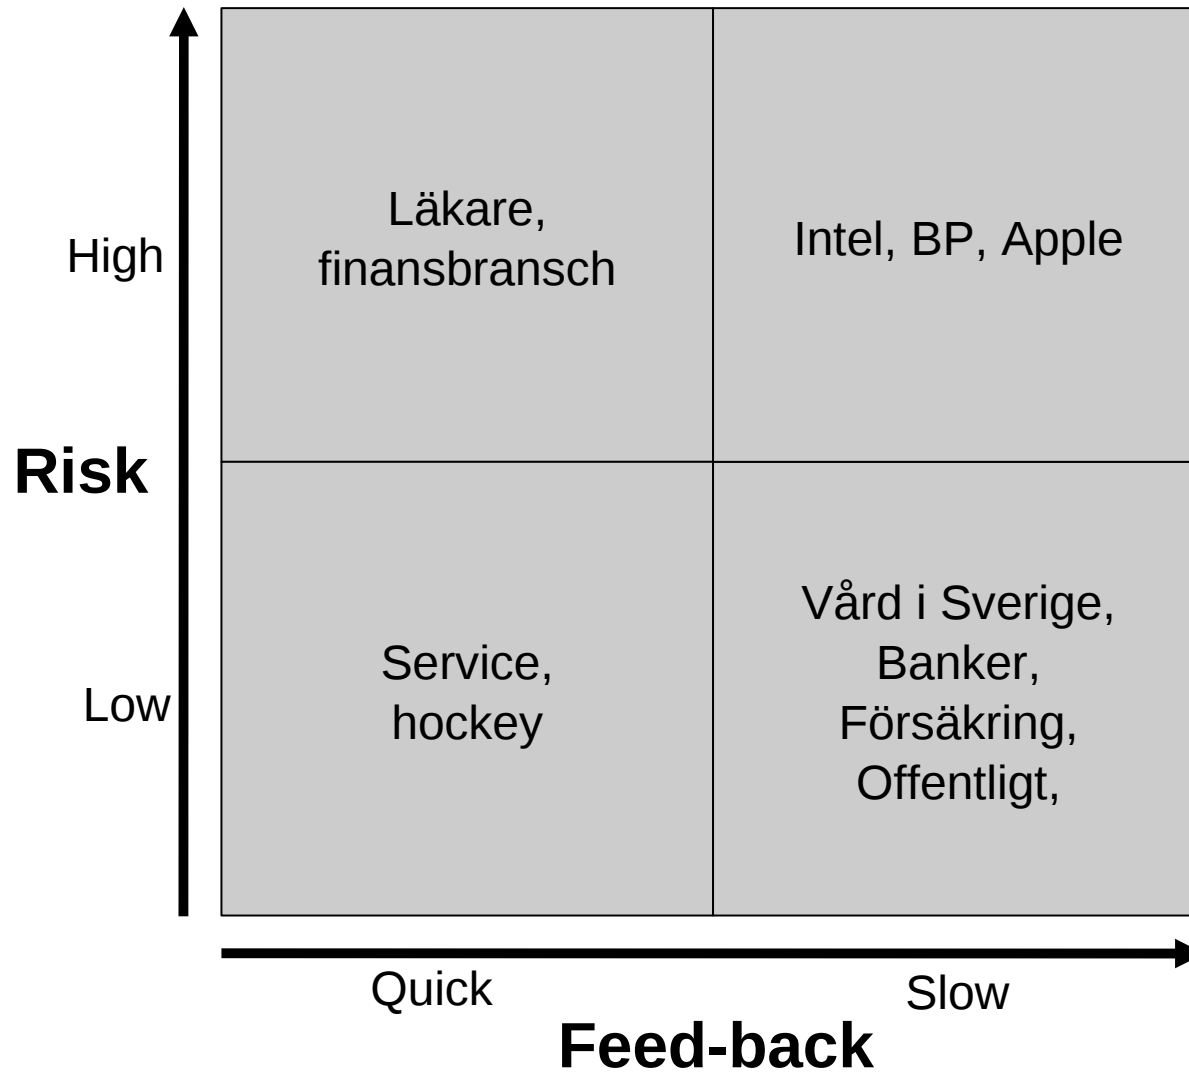 Läkare,
finansbransch
Intel, BP, Apple
High
Risk
Service,
hockey
Vård i Sverige,
Banker,
Försäkring,
Offentligt,
Low
Quick
Slow
Feed-back